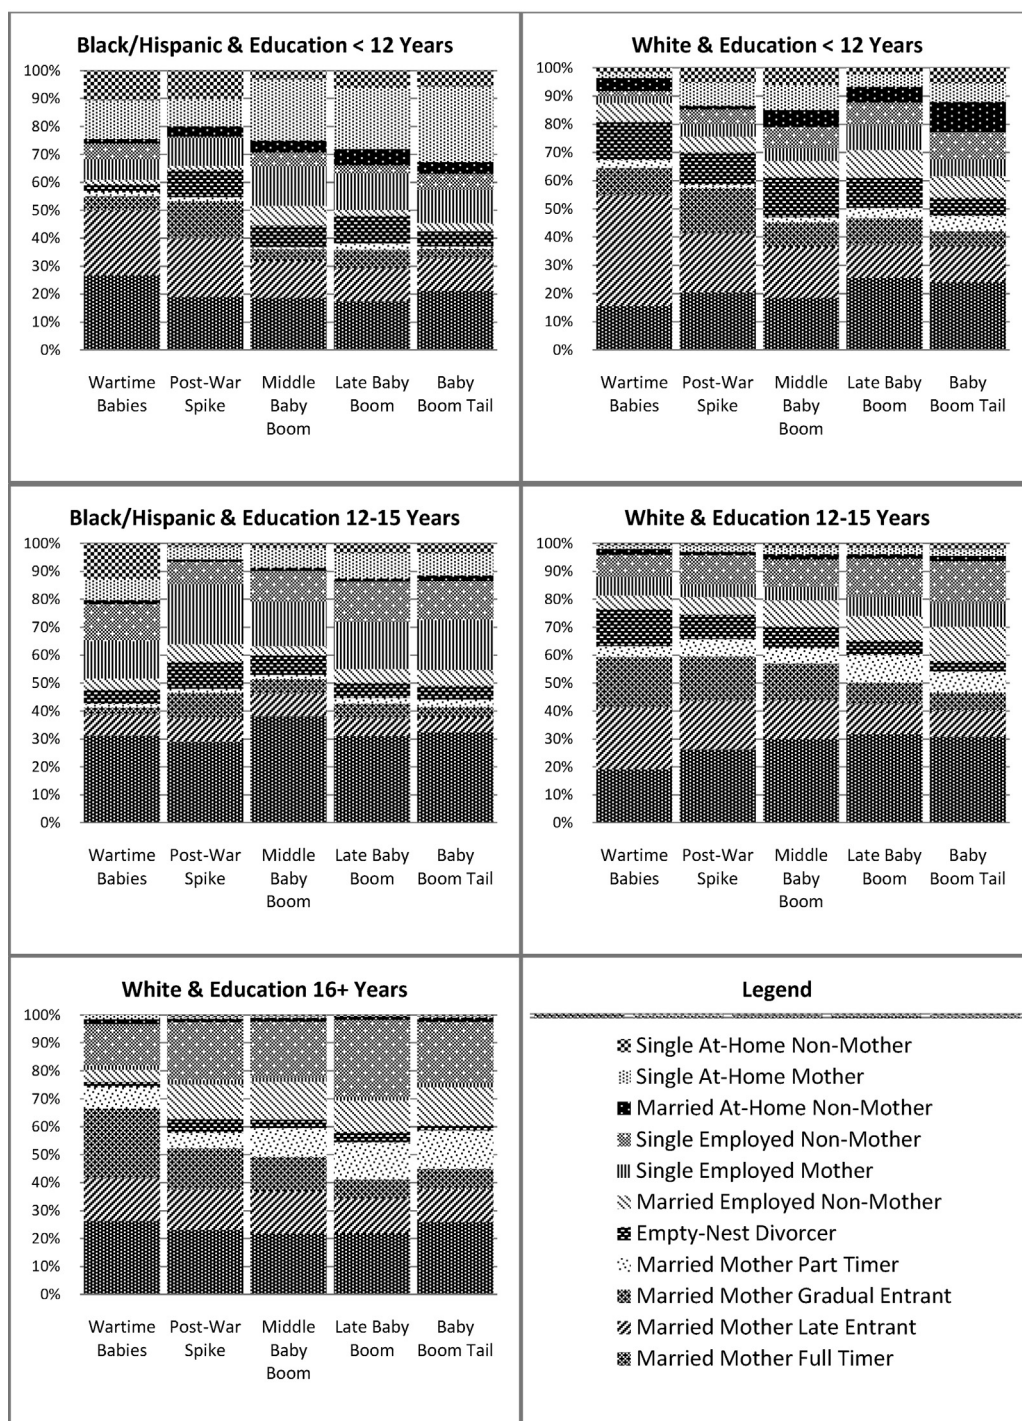 Black/Hispanic & Education < 12 Years
100%
90%
80%
70%
60%
50%
40%
30%
20%
10%
0%
Wartime Babies
Post-War Spike
Middle Baby Boom
Late Baby Boom
Baby Boom Tail
White & Education < 12 Years
100%
90%
80%
70%
60%
50%
40%
30%
20%
10%
0%
Wartime Babies
Post-War Spike
Middle Baby Boom
Late Baby Boom
Baby Boom Tail
Black/Hispanic & Education 12-15 Years
100%
90%
80%
70%
60%
50%
40%
30%
20%
10%
0%
Wartime Babies
Post-War Spike
Middle Baby Boom
Late Baby Boom
Baby Boom Tail
White & Education 12-15 Years
100%
90%
80%
70%
60%
50%
40%
30%
20%
10%
0%
Wartime Babies
Post-War Spike
Middle Baby Boom
Late Baby Boom
Baby Boom Tail
White & Education 16+ Years
100%
90%
80%
70%
60%
50%
40%
30%
20%
10%
0%
Wartime Babies
Post-War Spike
Middle Baby Boom
Late Baby Boom
Baby Boom Tail
Legend
Single At-Home Non-Mother
Single At-Home Mother
Married At-Home Non-Mother
Single Employed Non-Mother
Single Employed Mother
Married Employed Non-Mother
Empty-Nest Divorcer
Married Mother Part Timer
Married Mother Gradual Entrant
Married Mother Late Entrant
Married Mother Full Timer